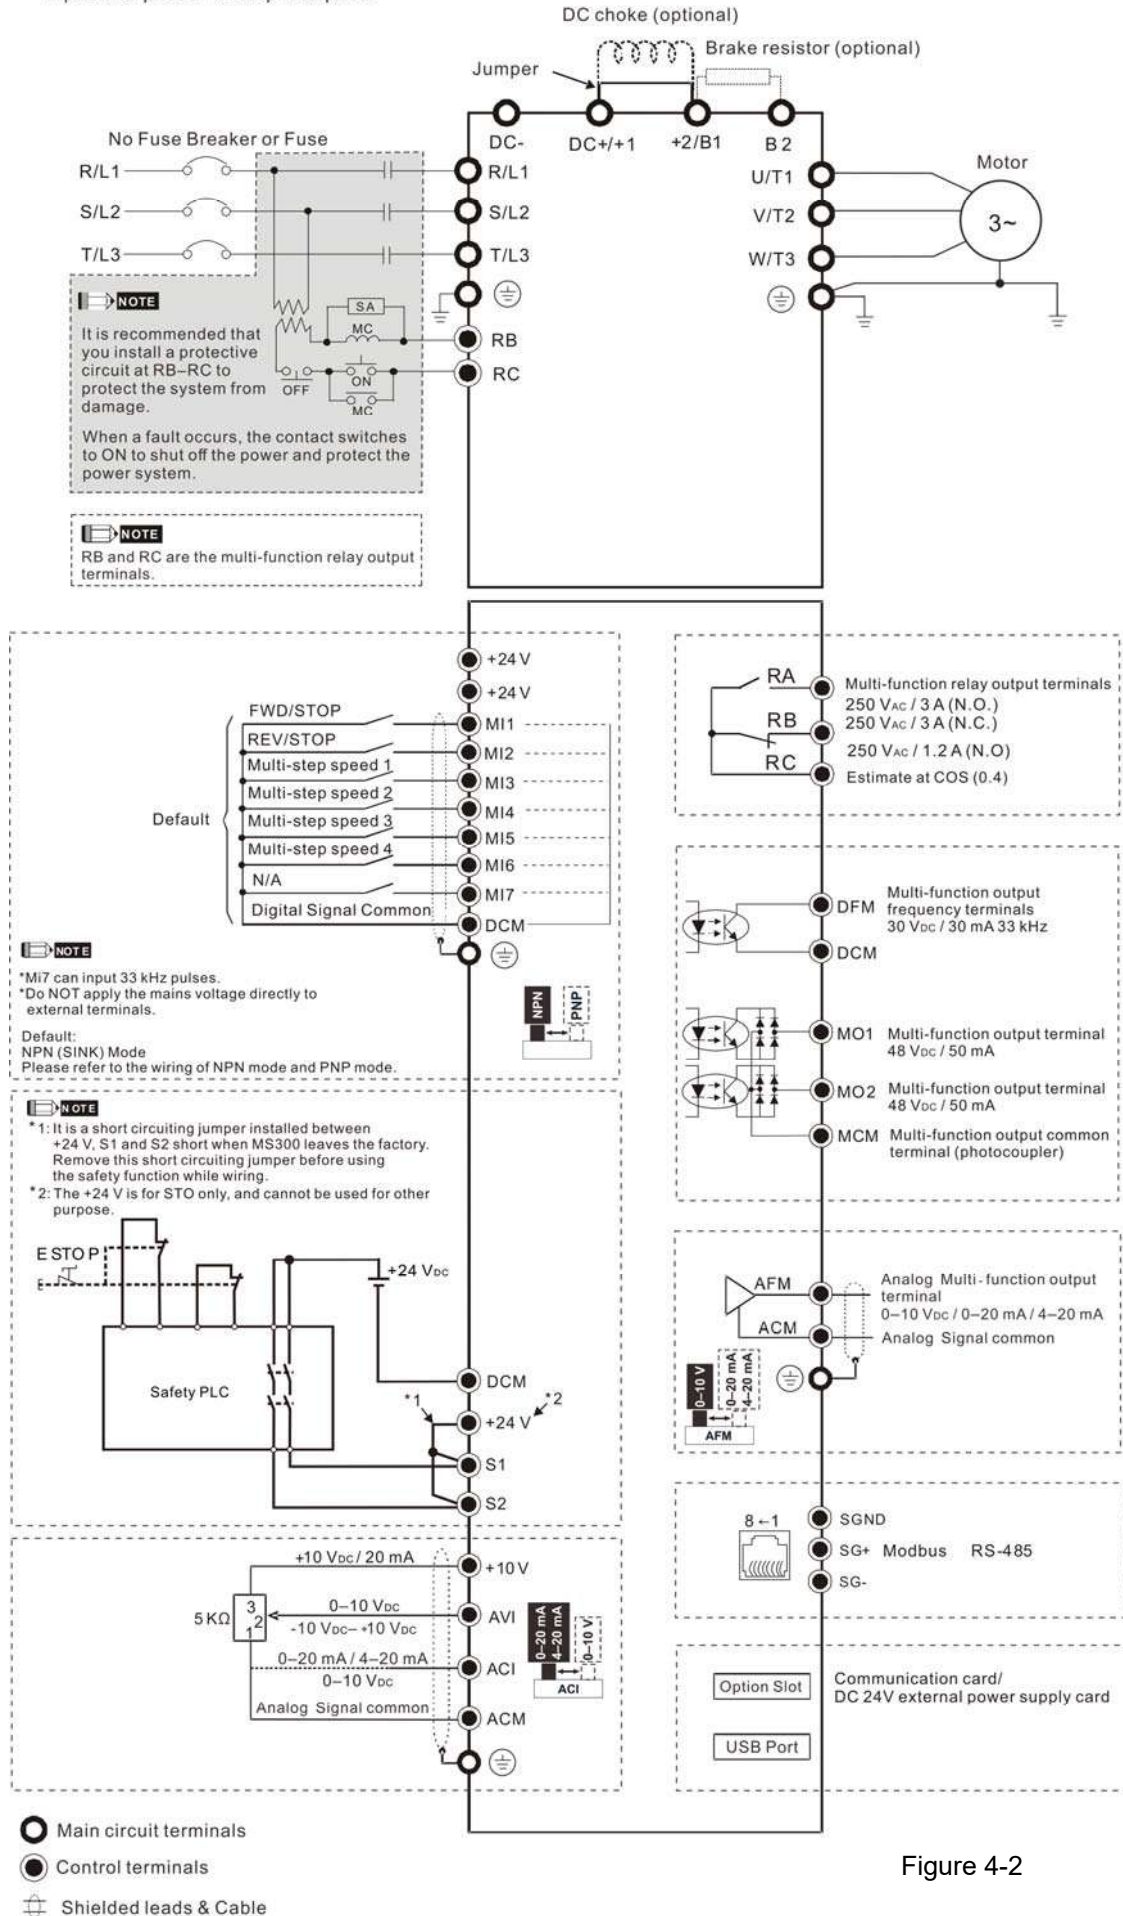 DC choke (optional)
Brake resistor (optional)
Jumper
No Fuse Breaker or Fuse
DC-
DC+/+1
+2/B1
B2
R/L1
R/L1
U/T1
Motor
S/L2
S/L2
V/T2
3~
T/L3
T/L3
W/T3
NOTE
It is recommended that
you install a protective
circuit at RB–RC to
protect the system from
damage.
When a fault occurs, the contact switches
to ON to shut off the power and protect the
power system.
SA
MC
RB
OFF
ON
MC
RC
NOTE
RB and RC are the multi-function relay output
terminals.
+24 V
+24 V
Default
FWD/STOP
MI1
REV/STOP
MI2
Multi-step speed 1
MI3
Multi-step speed 2
MI4
Multi-step speed 3
MI5
Multi-step speed 4
MI6
N/A
MI7
Digital Signal Common
DCM
NOTE
*Mi7 can input 33 kHz pulses.
*Do NOT apply the mains voltage directly to
external terminals.
Default:
NPN (SINK) Mode
Please refer to the wiring of NPN mode and PNP mode.
NPN
PNP
RA
RB
RC
Multi-function relay output terminals
250 VAC / 3 A (N.O.)
250 VAC / 3 A (N.C.)
250 VAC / 1.2 A (N.O)
Estimate at COS (0.4)
DFM
Multi-function output
frequency terminals
30 VDC / 30 mA 33 kHz
DCM
MO1
Multi-function output terminal
48 VDC / 50 mA
MO2
Multi-function output terminal
48 VDC / 50 mA
MCM
Multi-function output common
terminal (photocoupler)
NOTE
*1: It is a short circuiting jumper installed between
+24 V, S1 and S2 short when MS300 leaves the factory.
Remove this short circuiting jumper before using
the safety function while wiring.
*2: The +24 V is for STO only, and cannot be used for other
purpose.
ESTOP
+24 VDC
Safety PLC
DCM
*1
+24 V
*2
S1
S2
AFM
Analog Multi-function output
terminal
0–10 VDC / 0–20 mA / 4–20 mA
ACM
Analog Signal common
0–10 V
0–20 mA
4–20 mA
AFM
8←1
SGND
SG+
Modbus RS-485
SG-
+10 VDC / 20 mA
+10 V
5 KΩ
3
2
1
0–10 VDC
-10 VDC– +10 VDC
AVI
0–20 mA / 4–20 mA
0–10 VDC
ACI
Analog Signal common
ACM
0–20 mA
4–20 mA
0–10 V
ACI
Option Slot
Communication card/
DC 24V external power supply card
USB Port
Main circuit terminals
Control terminals
Shielded leads & Cable
Figure 4-2